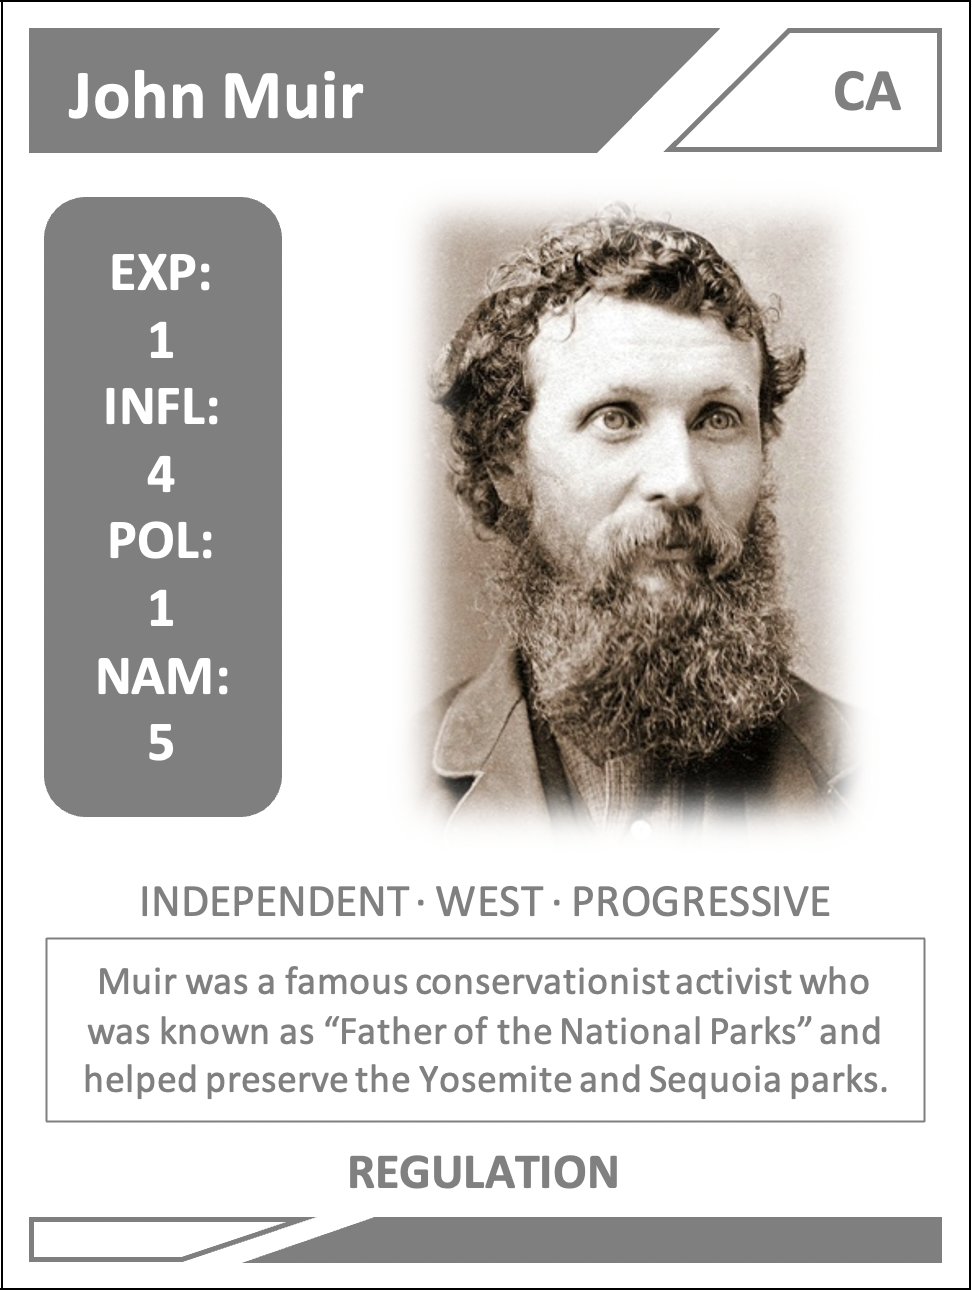 John Muir
CA
EXP:
1
INFL:
4
POL:
1
NAM:
5
INDEPENDENT · WEST · PROGRESSIVE
Muir was a famous conservationist activist who
was known as “Father of the National Parks” and
helped preserve the Yosemite and Sequoia parks.
REGULATION